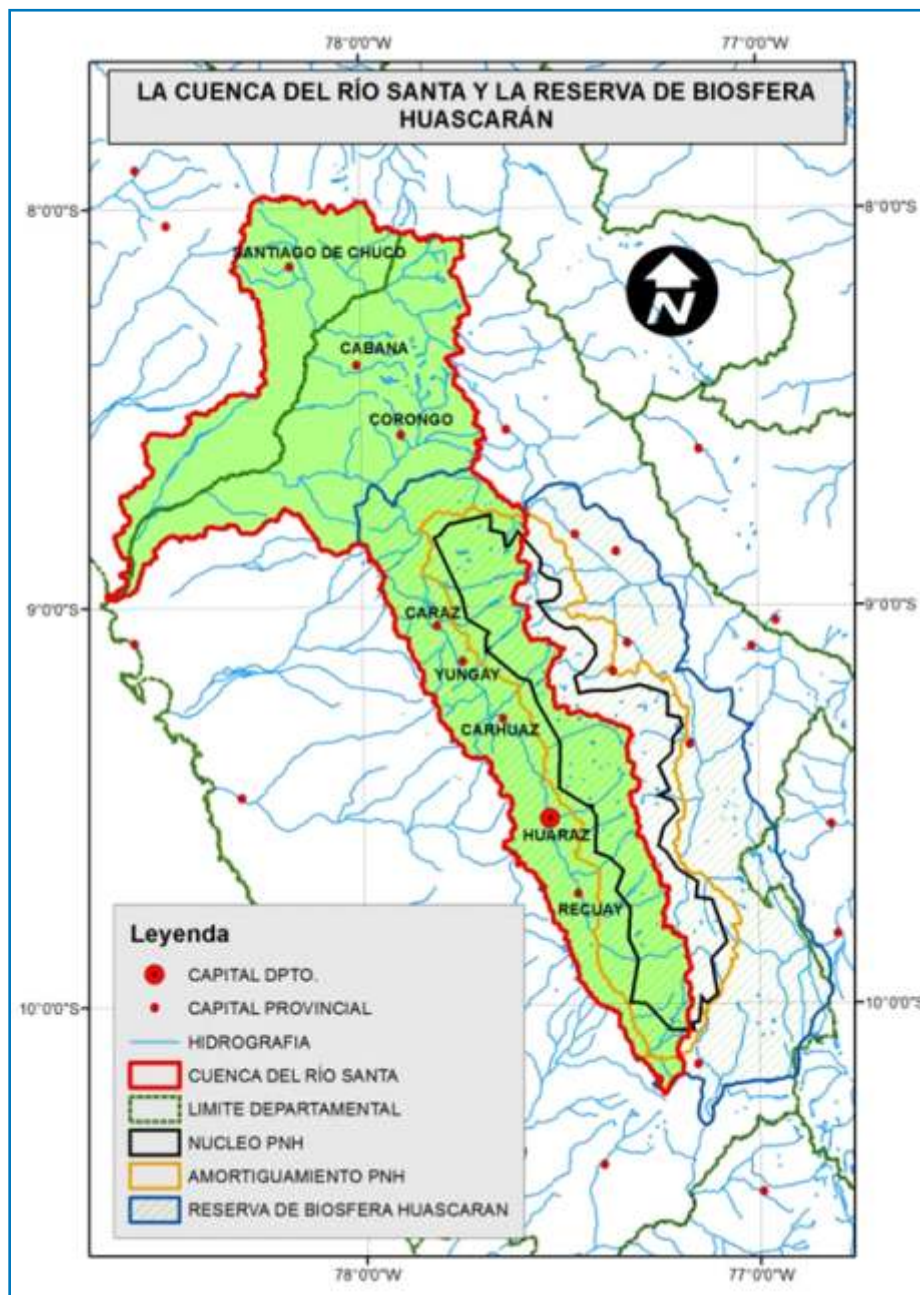 78°0'0"W
77°0'0"W
LA CUENCA DEL RÍO SANTA Y LA RESERVA DE BIOSFERA
HUASCARÁN
8°0'0"S
8°0'0"S
SANTIAGO DE CHUCO
N
CABANA
CORONGO
9°0'0"S
9°0'0"S
CARAZ
YUNGAY
CARHUAZ
HUARAZ
RECUAY
Leyenda
CAPITAL DPTO.
CAPITAL PROVINCIAL
10°0'0"S
10°0'0"S
HIDROGRAFIA
CUENCA DEL RÍO SANTA
LIMITE DEPARTAMENTAL
NUCLEO PNH
AMORTIGUAMIENTO PNH
RESERVA DE BIOSFERA HUASCARAN
78°0'0"W
77°0'0"W